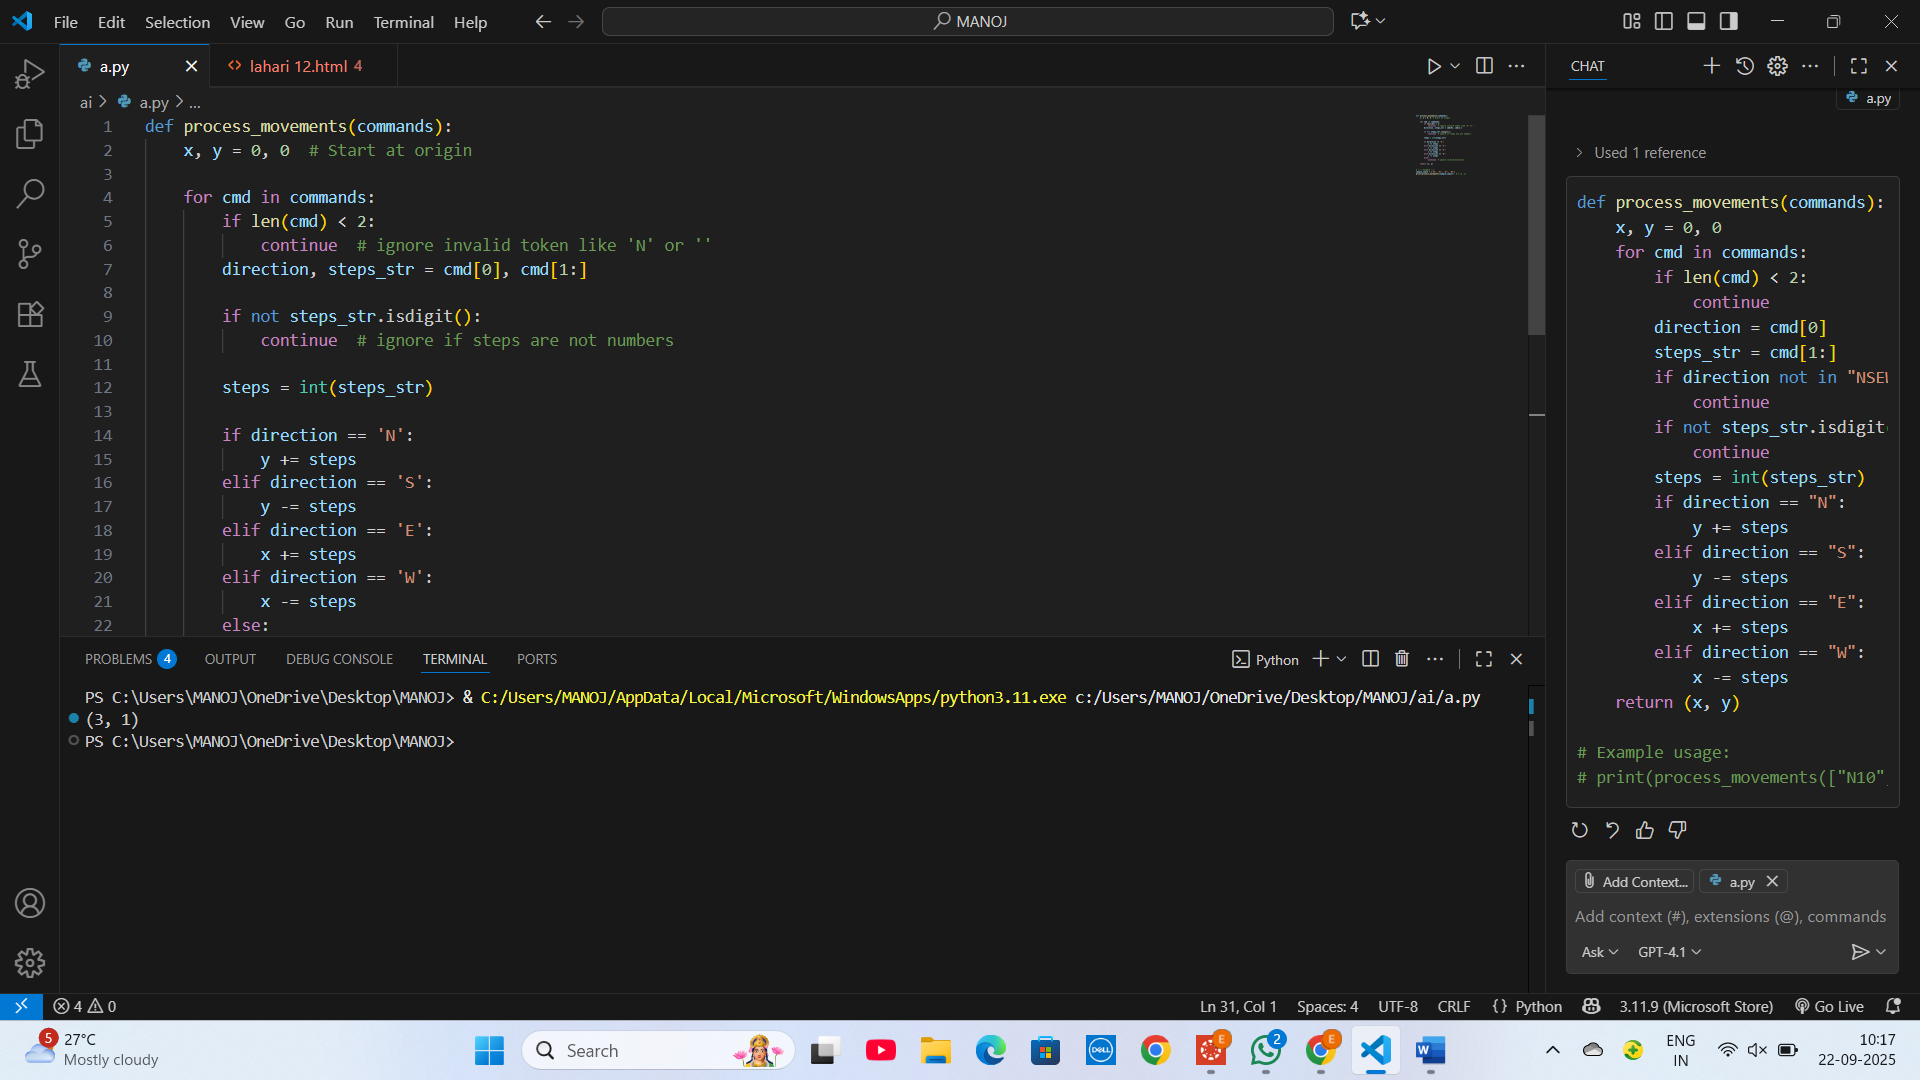 File Edit Selection View Go Run Terminal Help
MANOJ
a.py
lahari 12.html 4
ai > a.py > ...
1 def process_movements(commands):
2 x, y = 0, 0  # Start at origin
3
4 for cmd in commands:
5 if len(cmd) < 2:
6 continue  # ignore invalid token like 'N' or ''
7 direction, steps_str = cmd[0], cmd[1:]
8
9 if not steps_str.isdigit():
10 continue  # ignore if steps are not numbers
11
12 steps = int(steps_str)
13
14 if direction == 'N':
15 y += steps
16 elif direction == 'S':
17 y -= steps
18 elif direction == 'E':
19 x += steps
20 elif direction == 'W':
21 x -= steps
22 else:
PROBLEMS 4 OUTPUT DEBUG CONSOLE TERMINAL PORTS
Python
PS C:\Users\MANOJ\OneDrive\Desktop\MANOJ> & C:/Users/MANOJ/AppData/Local/Microsoft/WindowsApps/python3.11.exe c:/Users/MANOJ/OneDrive/Desktop/MANOJ/ai/a.py
(3, 1)
PS C:\Users\MANOJ\OneDrive\Desktop\MANOJ>
CHAT
a.py
Used 1 reference
def process_movements(commands):
x, y = 0, 0
for cmd in commands:
if len(cmd) < 2:
continue
direction = cmd[0]
steps_str = cmd[1:]
if direction not in "NSEW
continue
if not steps_str.isdigit(
continue
steps = int(steps_str)
if direction == "N":
y += steps
elif direction == "S":
y -= steps
elif direction == "E":
x += steps
elif direction == "W":
x -= steps
return (x, y)
# Example usage:
# print(process_movements(["N10",
Add Context... a.py
Add context (#), extensions (@), commands
Ask GPT-4.1
4 0
Ln 31, Col 1 Spaces: 4 UTF-8 CRLF {} Python 3.11.9 (Microsoft Store) Go Live
5
27°C
Mostly cloudy
Search
DELL
E
2
E
W
ENG
IN
10:17
22-09-2025